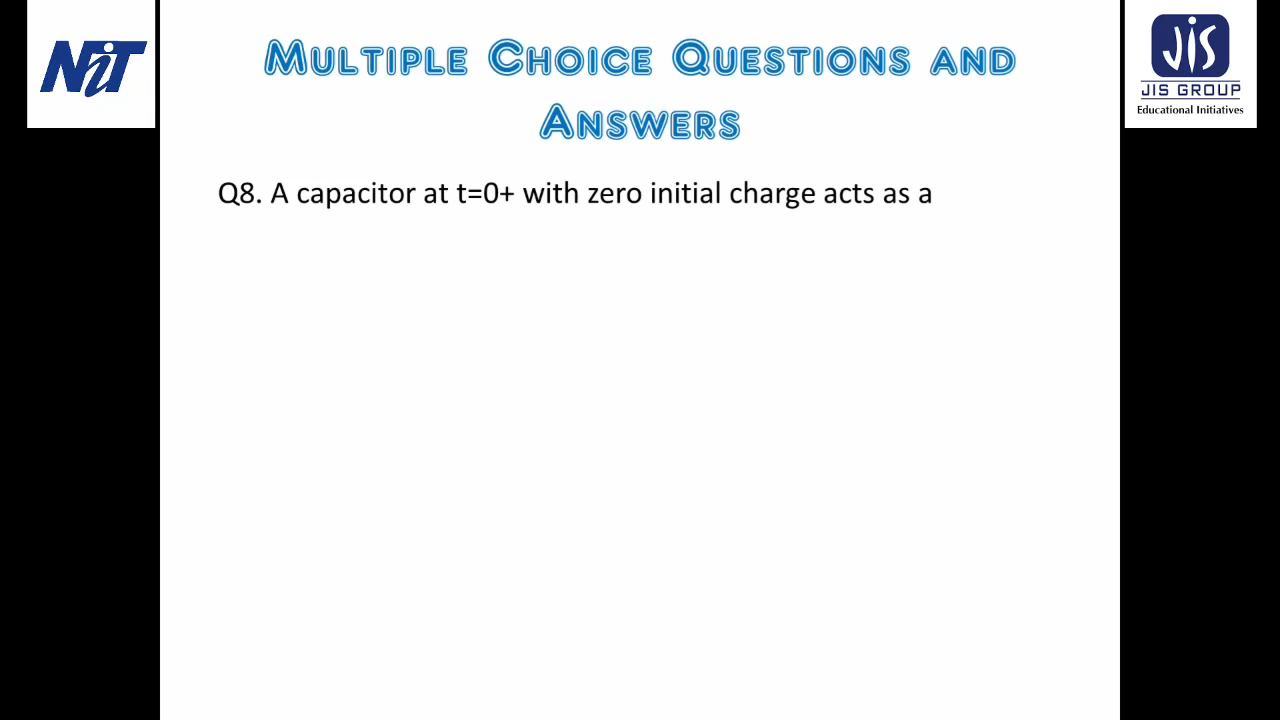 NiT
MULTIPLE CHOICE QUESTIONS AND
ANSWERS
JIS
JIS GROUP
Educational Initiatives
Q8. A capacitor at t=0+ with zero initial charge acts as a